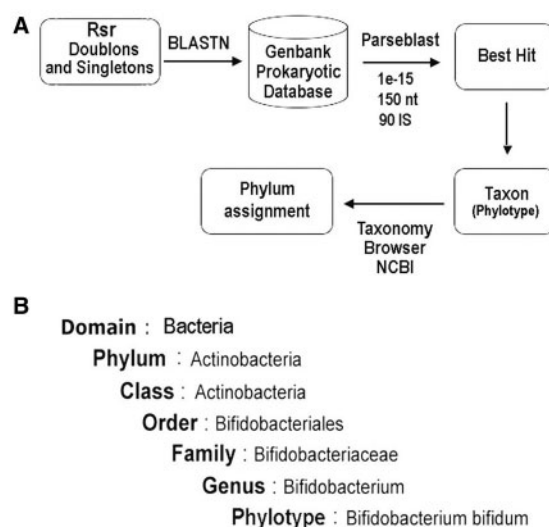 A
Rsr
Doublons
and Singletons
BLASTN
Genbank
Prokaryotic
Database
Parseblast
1e-15
150 nt
90 IS
Best Hit
Taxon
(Phylotype)
Taxonomy
Browser
NCBI
Phylum
assignment
B
Domain : Bacteria
Phylum : Actinobacteria
Class : Actinobacteria
Order : Bifidobacteriales
Family : Bifidobacteriaceae
Genus : Bifidobacterium
Phylotype : Bifidobacterium bifidum